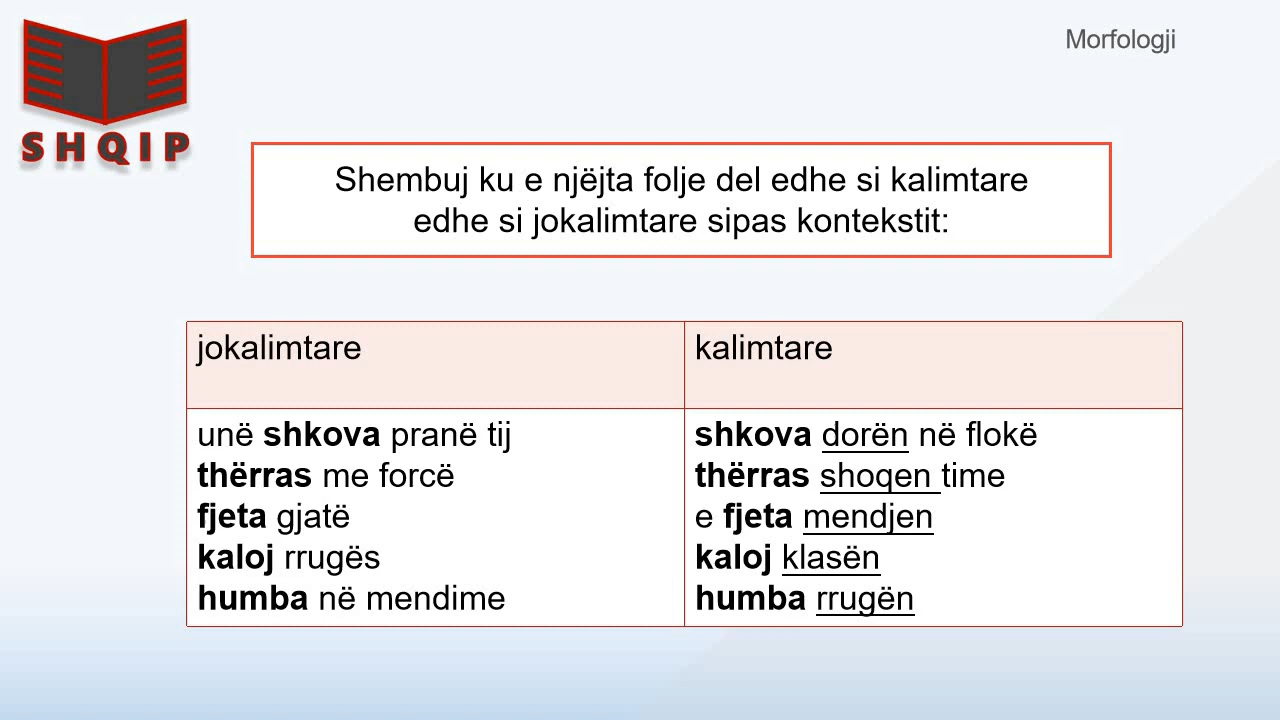 Morfologji
SHQIP
Shembuj ku e njëjta folje del edhe si kalimtare
edhe si jokalimtare sipas kontekstit:
jokalimtare
kalimtare
unë shkova pranë tij
thërras me forcë
fjeta gjatë
kaloj rrugës
humba në mendime
shkova dorën në flokë
thërras shoqen time
e fjeta mendjen
kaloj klasën
humba rrugën